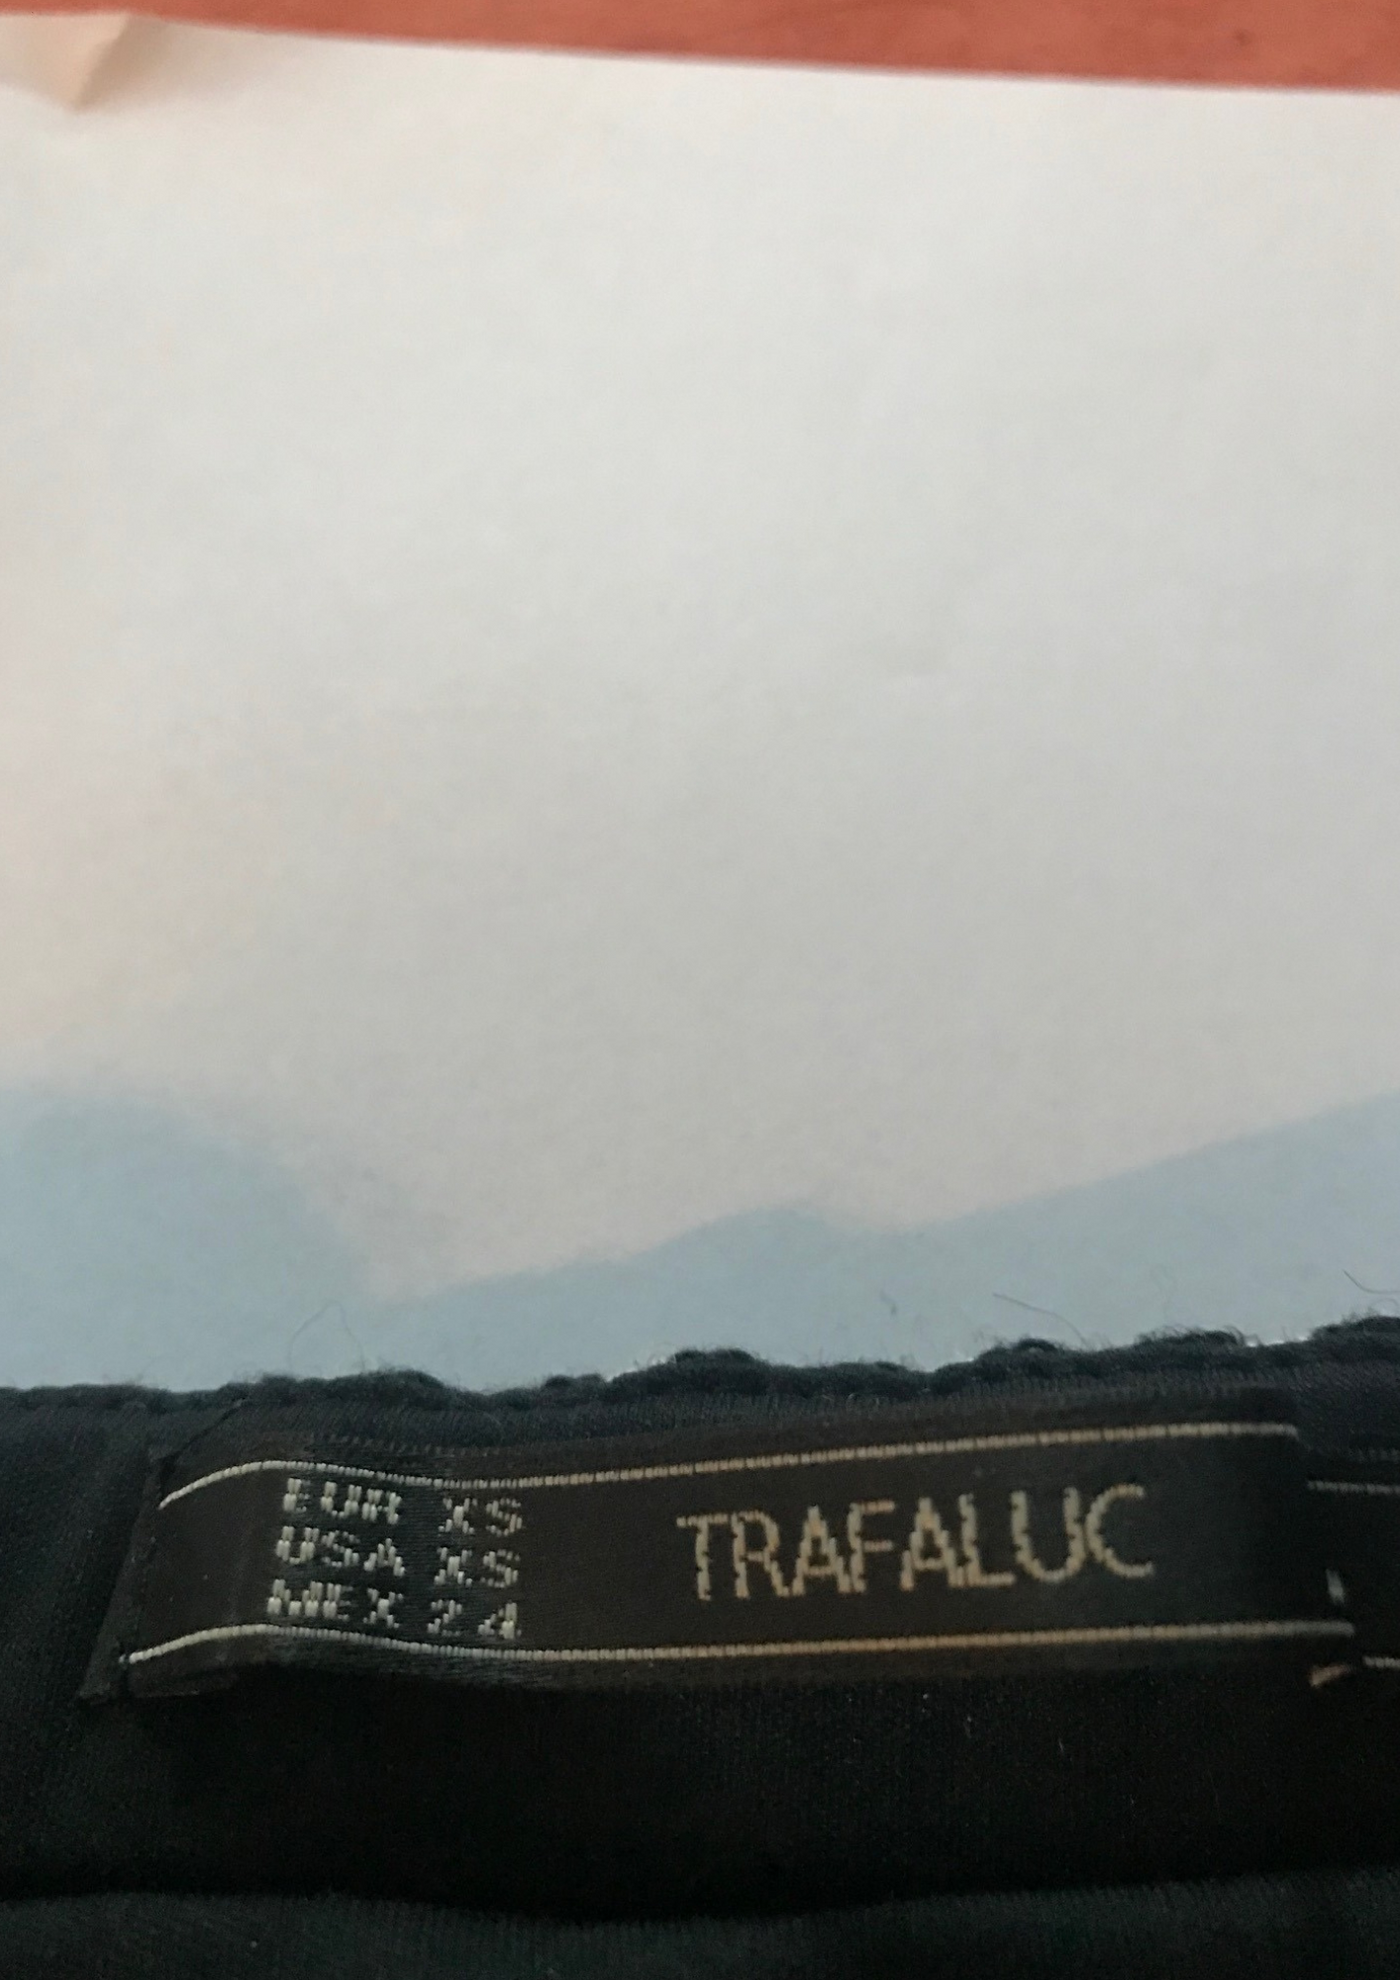 EUR XS
USA XS
MEX 24
TRAFALUC